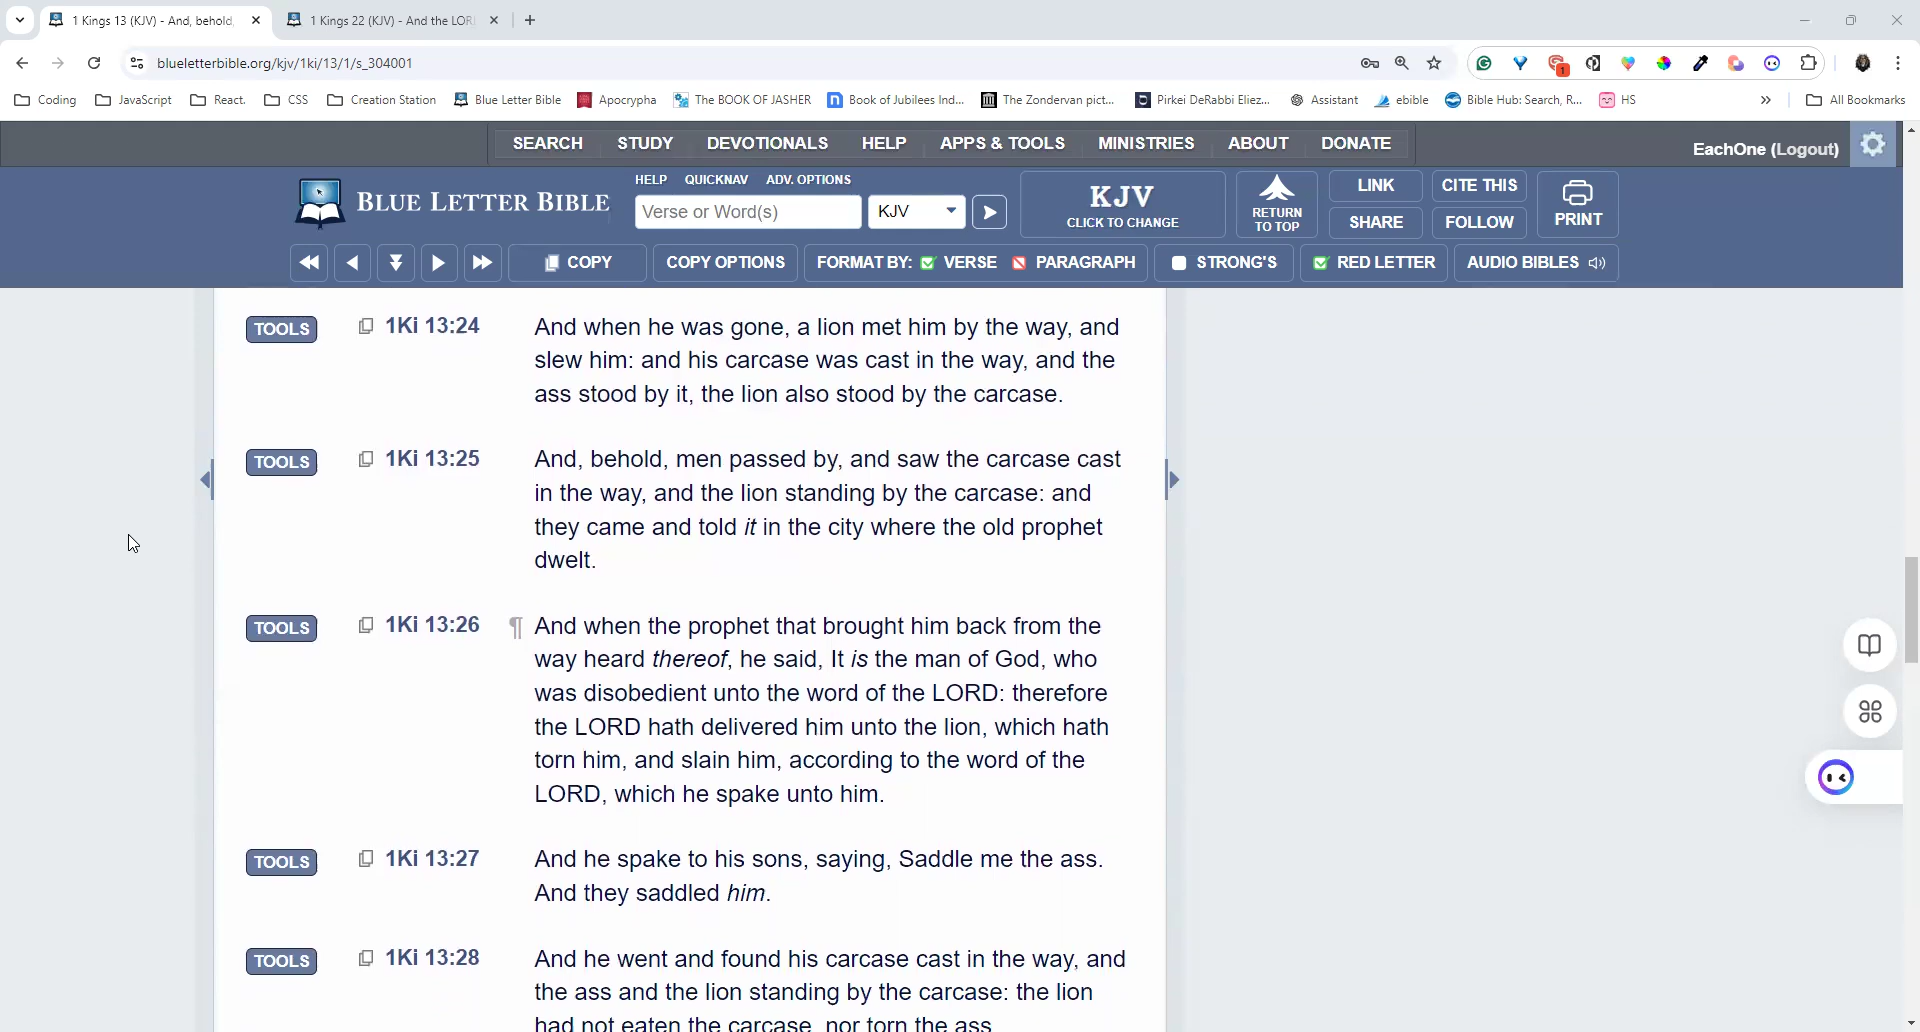 1 Kings 13 (KJV) - And, behold,
1 Kings 22 (KJV) - And the LOR
blueletterbible.org/kjv/1ki/13/1/s_304001
1
Coding
JavaScript
React.
CSS
Creation Station
Blue Letter Bible
Apocrypha
The BOOK OF JASHER
Book of Jubilees Ind...
The Zondervan pict...
Pirkei DeRabbi Eliez...
Assistant
ebible
Bible Hub: Search, R...
HS
All Bookmarks
SEARCH STUDY DEVOTIONALS HELP APPS & TOOLS MINISTRIES ABOUT DONATE
EachOne (Logout)
HELP QUICKNAV ADV. OPTIONS
BLUE LETTER BIBLE
Verse or Word(s)
KJV
KJV
CLICK TO CHANGE
RETURN
TO TOP
LINK
CITE THIS
SHARE
FOLLOW
PRINT
COPY
COPY OPTIONS
FORMAT BY: VERSE PARAGRAPH
STRONG'S
RED LETTER
AUDIO BIBLES
TOOLS
1Ki 13:24
And when he was gone, a lion met him by the way, and
slew him: and his carcase was cast in the way, and the
ass stood by it, the lion also stood by the carcase.
TOOLS
1Ki 13:25
And, behold, men passed by, and saw the carcase cast
in the way, and the lion standing by the carcase: and
they came and told it in the city where the old prophet
dwelt.
TOOLS
1Ki 13:26
¶ And when the prophet that brought him back from the
way heard thereof, he said, It is the man of God, who
was disobedient unto the word of the LORD: therefore
the LORD hath delivered him unto the lion, which hath
torn him, and slain him, according to the word of the
LORD, which he spake unto him.
TOOLS
1Ki 13:27
And he spake to his sons, saying, Saddle me the ass.
And they saddled him.
TOOLS
1Ki 13:28
And he went and found his carcase cast in the way, and
the ass and the lion standing by the carcase: the lion
had not eaten the carcase, nor torn the ass.